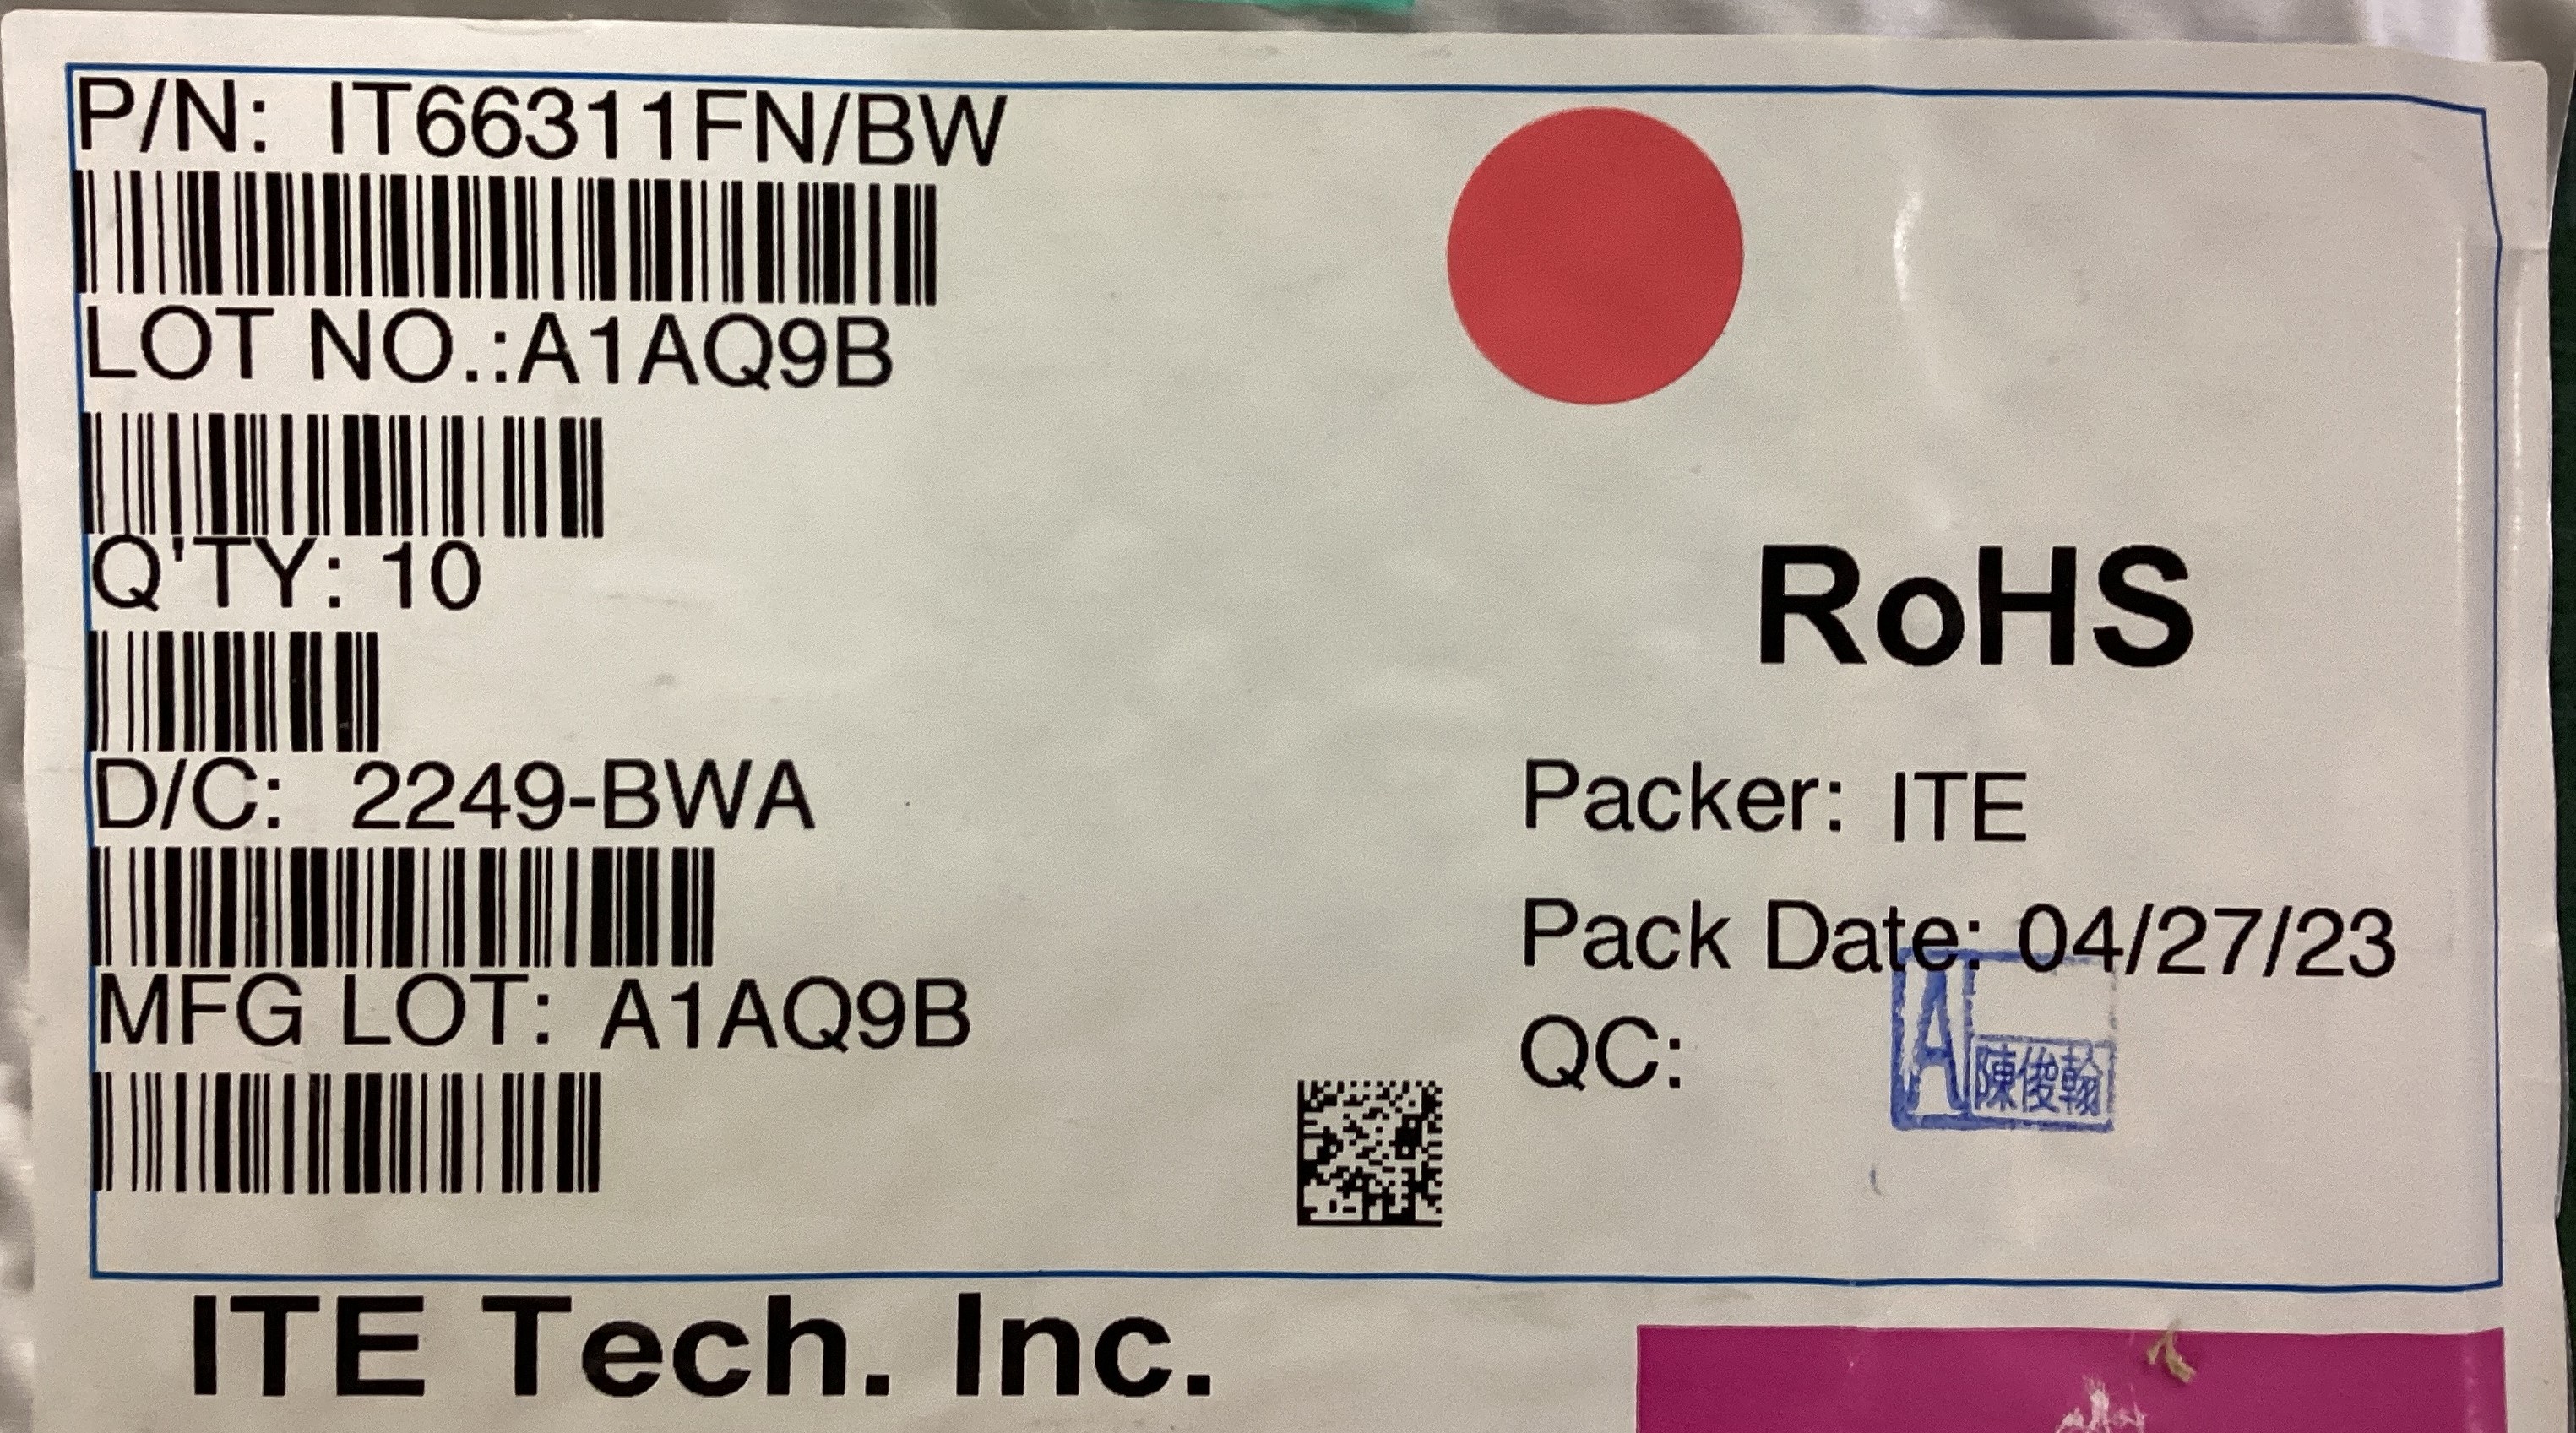 P/N: IT66311FN/BW
LOT NO.:A1AQ9B
Q'TY: 10
RoHS
D/C: 2249-BWA
Packer: ITE
Pack Date: 04/27/23
MFG LOT: A1AQ9B
QC:
A
陳俊翰
ITE Tech. Inc.